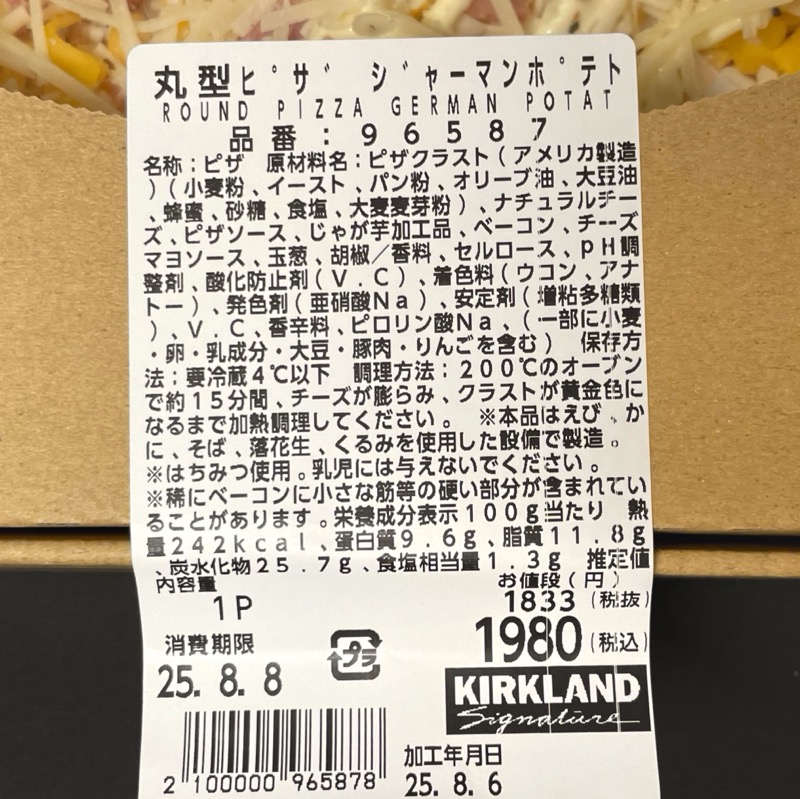 丸型ピザ ジャーマンポテト
ROUND PIZZA GERMAN POTAT
品番:96587
名称:ピザ 原材料名:ピザクラスト(アメリカ製造
)(小麦粉、イースト、パン粉、オリーブ油、大豆油
、蜂蜜、砂糖、食塩、大麦麦芽粉)、ナチュラルチー
ズ、ピザソース、じゃが芋加工品、ベーコン、チーズ
マヨソース、玉葱、胡椒/香料、セルロース、pH調
整剤、酸化防止剤(V.C)、着色料(ウコン、アナ
トー)、発色剤(亜硝酸Na)、安定剤(増粘多糖類
)、V.C、香辛料、ピロリン酸Na、(一部に小麦
・卵・乳成分・大豆・豚肉・りんごを含む) 保存方
法:要冷蔵4℃以下 調理方法:200℃のオーブン
で約15分間、チーズが膨らみ、クラストが黄金色に
なるまで加熱調理してください。 ※本品はえび、か
に、そば、落花生、くるみを使用した設備で製造。
※はちみつ使用。乳児には与えないでください。
※稀にベーコンに小さな筋等の硬い部分が含まれてい
ることがあります。栄養成分表示100g当たり 熱
量242kcal、蛋白質9.6g、脂質11.8g
、炭水化物25.7g、食塩相当量1.3g 推定値
内容量 お値段(円)
1P 1833(税抜)
1980(税込)
消費期限 プラ
25.8.8
KIRKLAND
Signature
加工年月日
2 100000 965878 25.8.6